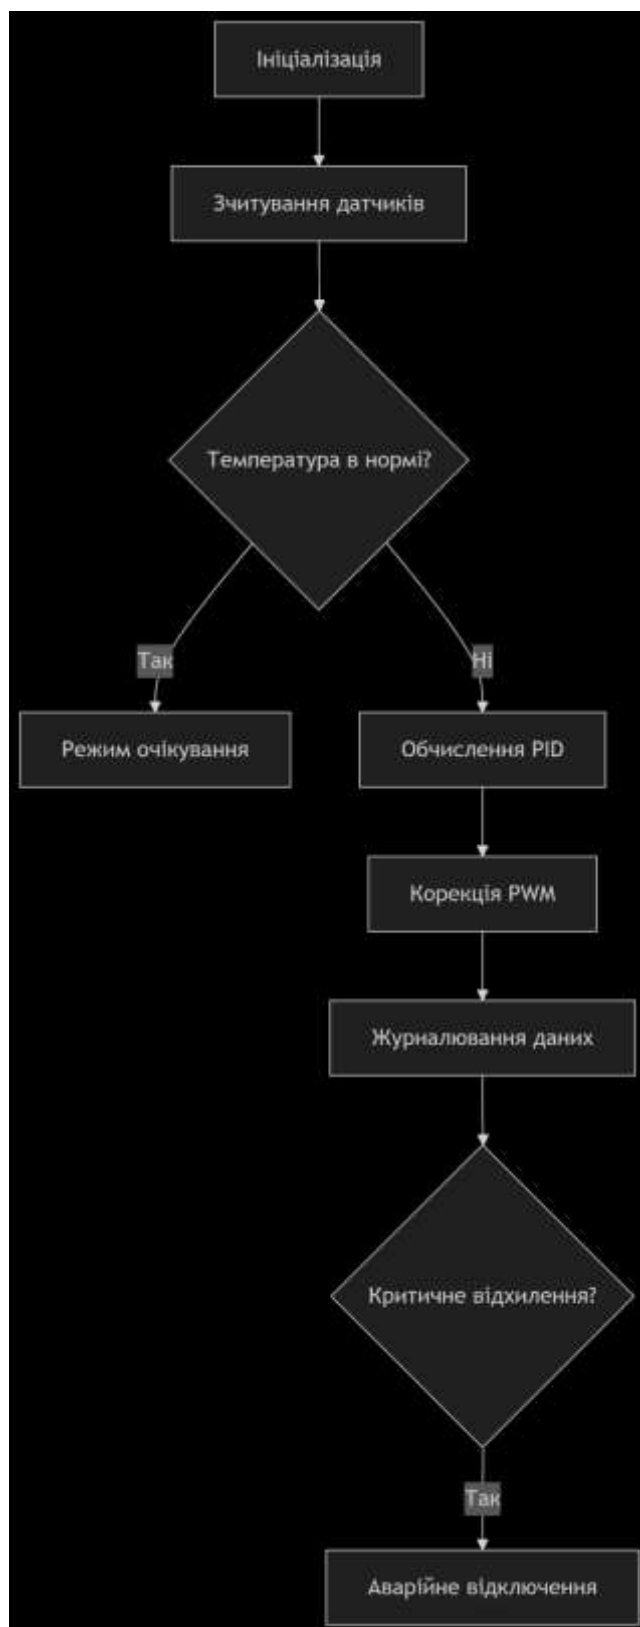 Ініціалізація
Зчитування датчиків
Температура в нормі?
Так
Ні
Режим очікування
Обчислення PID
Корекція PWM
Журналювання даних
Критичне відхилення?
Так
Аварійне відключення